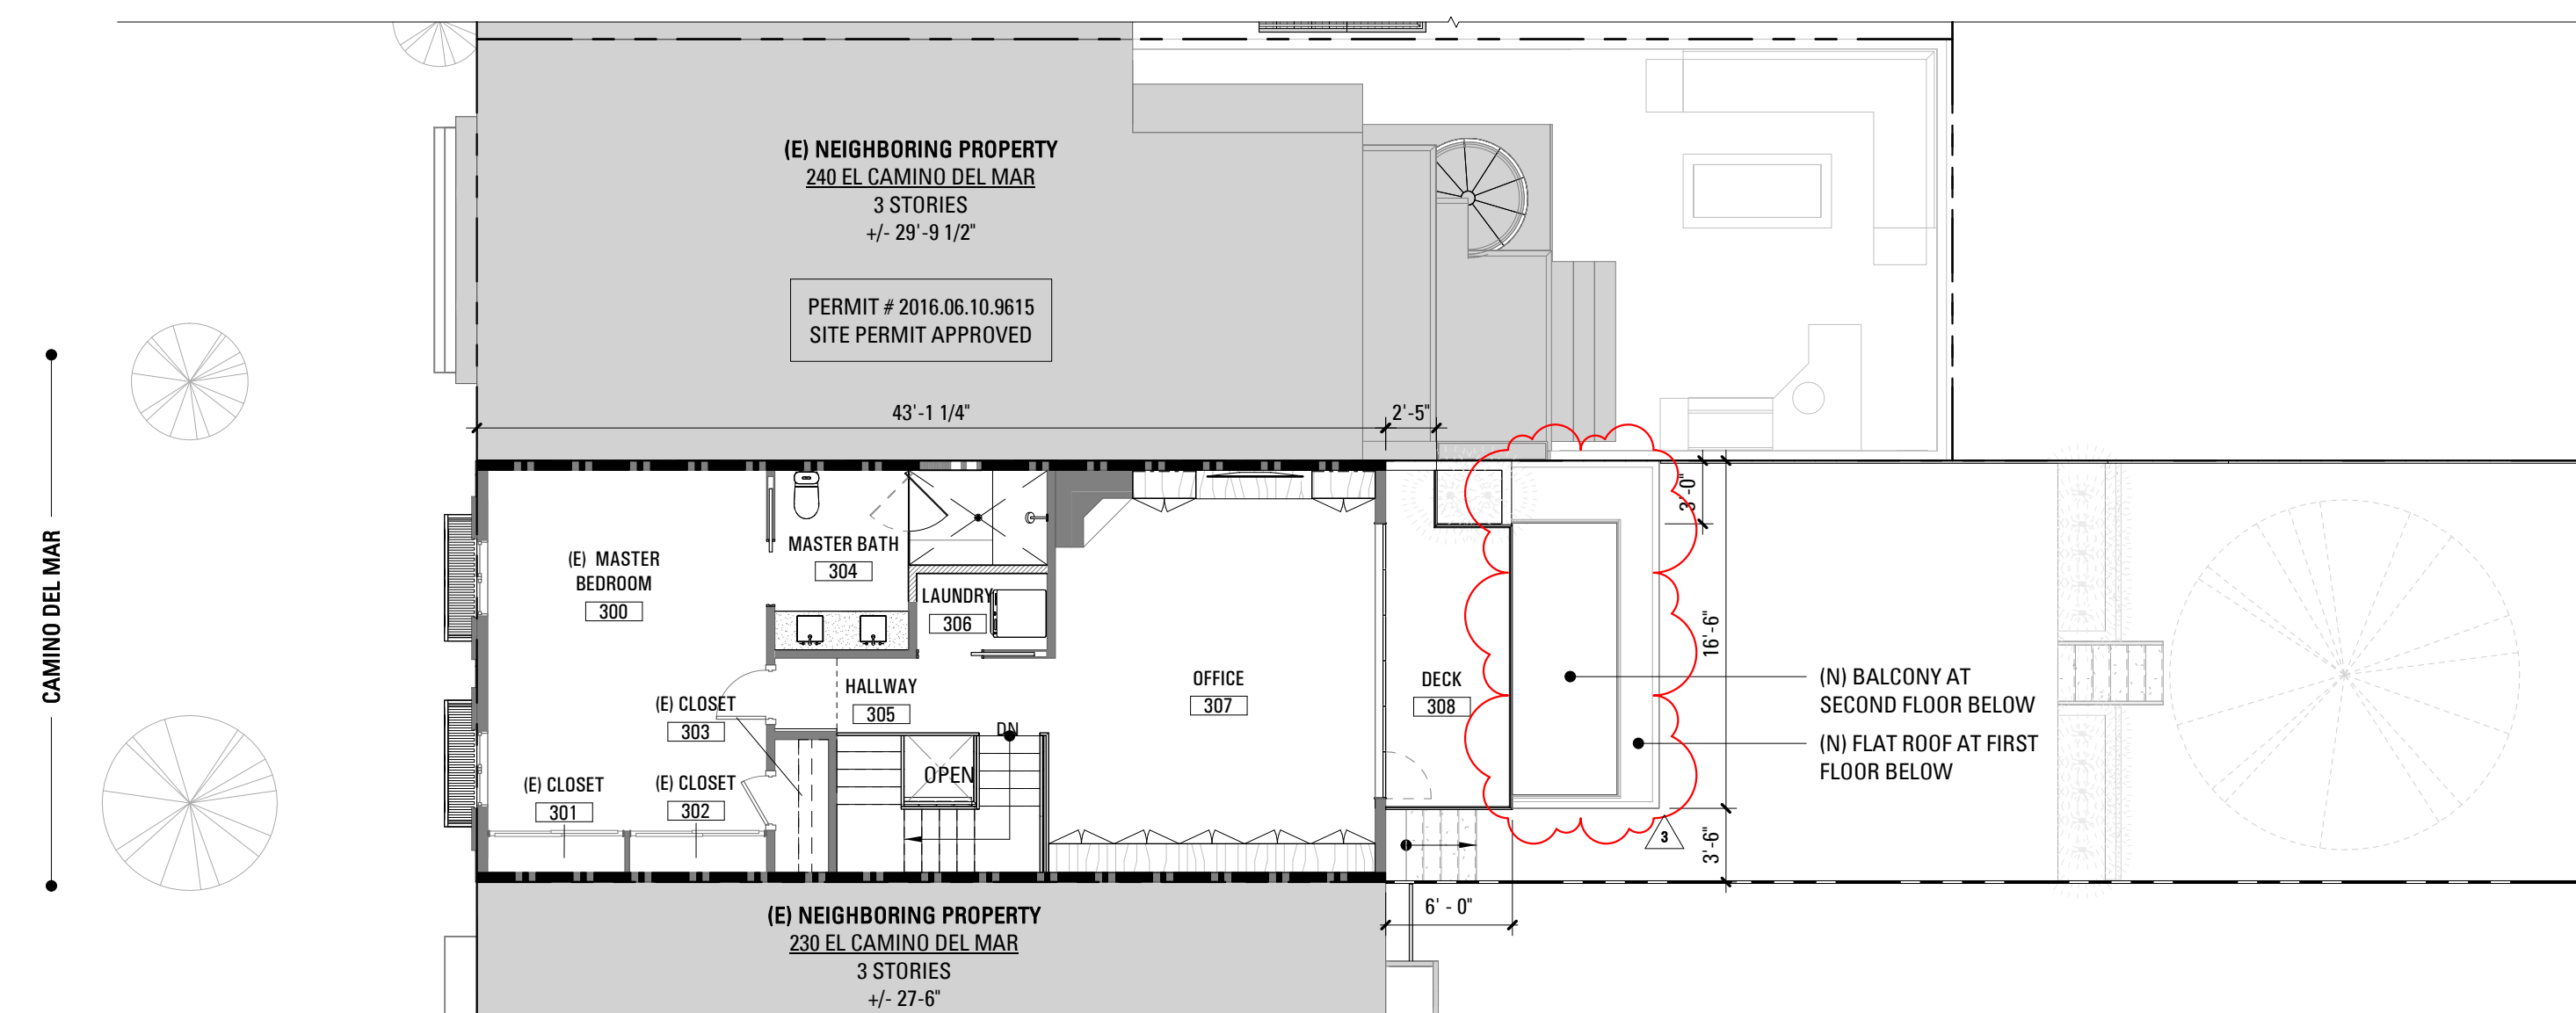 (E) NEIGHBORING PROPERTY
240 EL CAMINO DEL MAR
3 STORIES
+/- 29'-9 1/2"
PERMIT # 2016.06.10.9615
SITE PERMIT APPROVED
43'-1 1/4"
2'-5"
CAMINO DEL MAR
(E) MASTER
BEDROOM
300
MASTER BATH
304
LAUNDRY
306
HALLWAY
305
(E) CLOSET
303
(E) CLOSET
301
(E) CLOSET
302
DN
OPEN
OFFICE
307
DECK
308
3'-0"
16'-6"
3'-6"
6' - 0"
3
(N) BALCONY AT
SECOND FLOOR BELOW
(N) FLAT ROOF AT FIRST
FLOOR BELOW
(E) NEIGHBORING PROPERTY
230 EL CAMINO DEL MAR
3 STORIES
+/- 27-6"